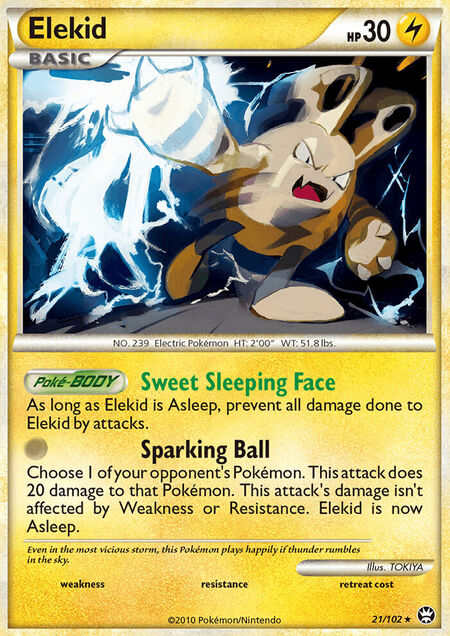 Elekid HP 30
BASIC
NO. 239 Electric Pokémon HT: 2'00" WT: 51.8 lbs.
Poké-BODY Sweet Sleeping Face
As long as Elekid is Asleep, prevent all damage done to
Elekid by attacks.
Sparking Ball
Choose 1 of your opponent's Pokémon. This attack does
20 damage to that Pokémon. This attack's damage isn't
affected by Weakness or Resistance. Elekid is now
Asleep.
Even in the most vicious storm, this Pokémon plays happily if thunder rumbles
in the sky.
Illus. TOKIYA
weakness resistance retreat cost
©2010 Pokémon/Nintendo 21/102 ★